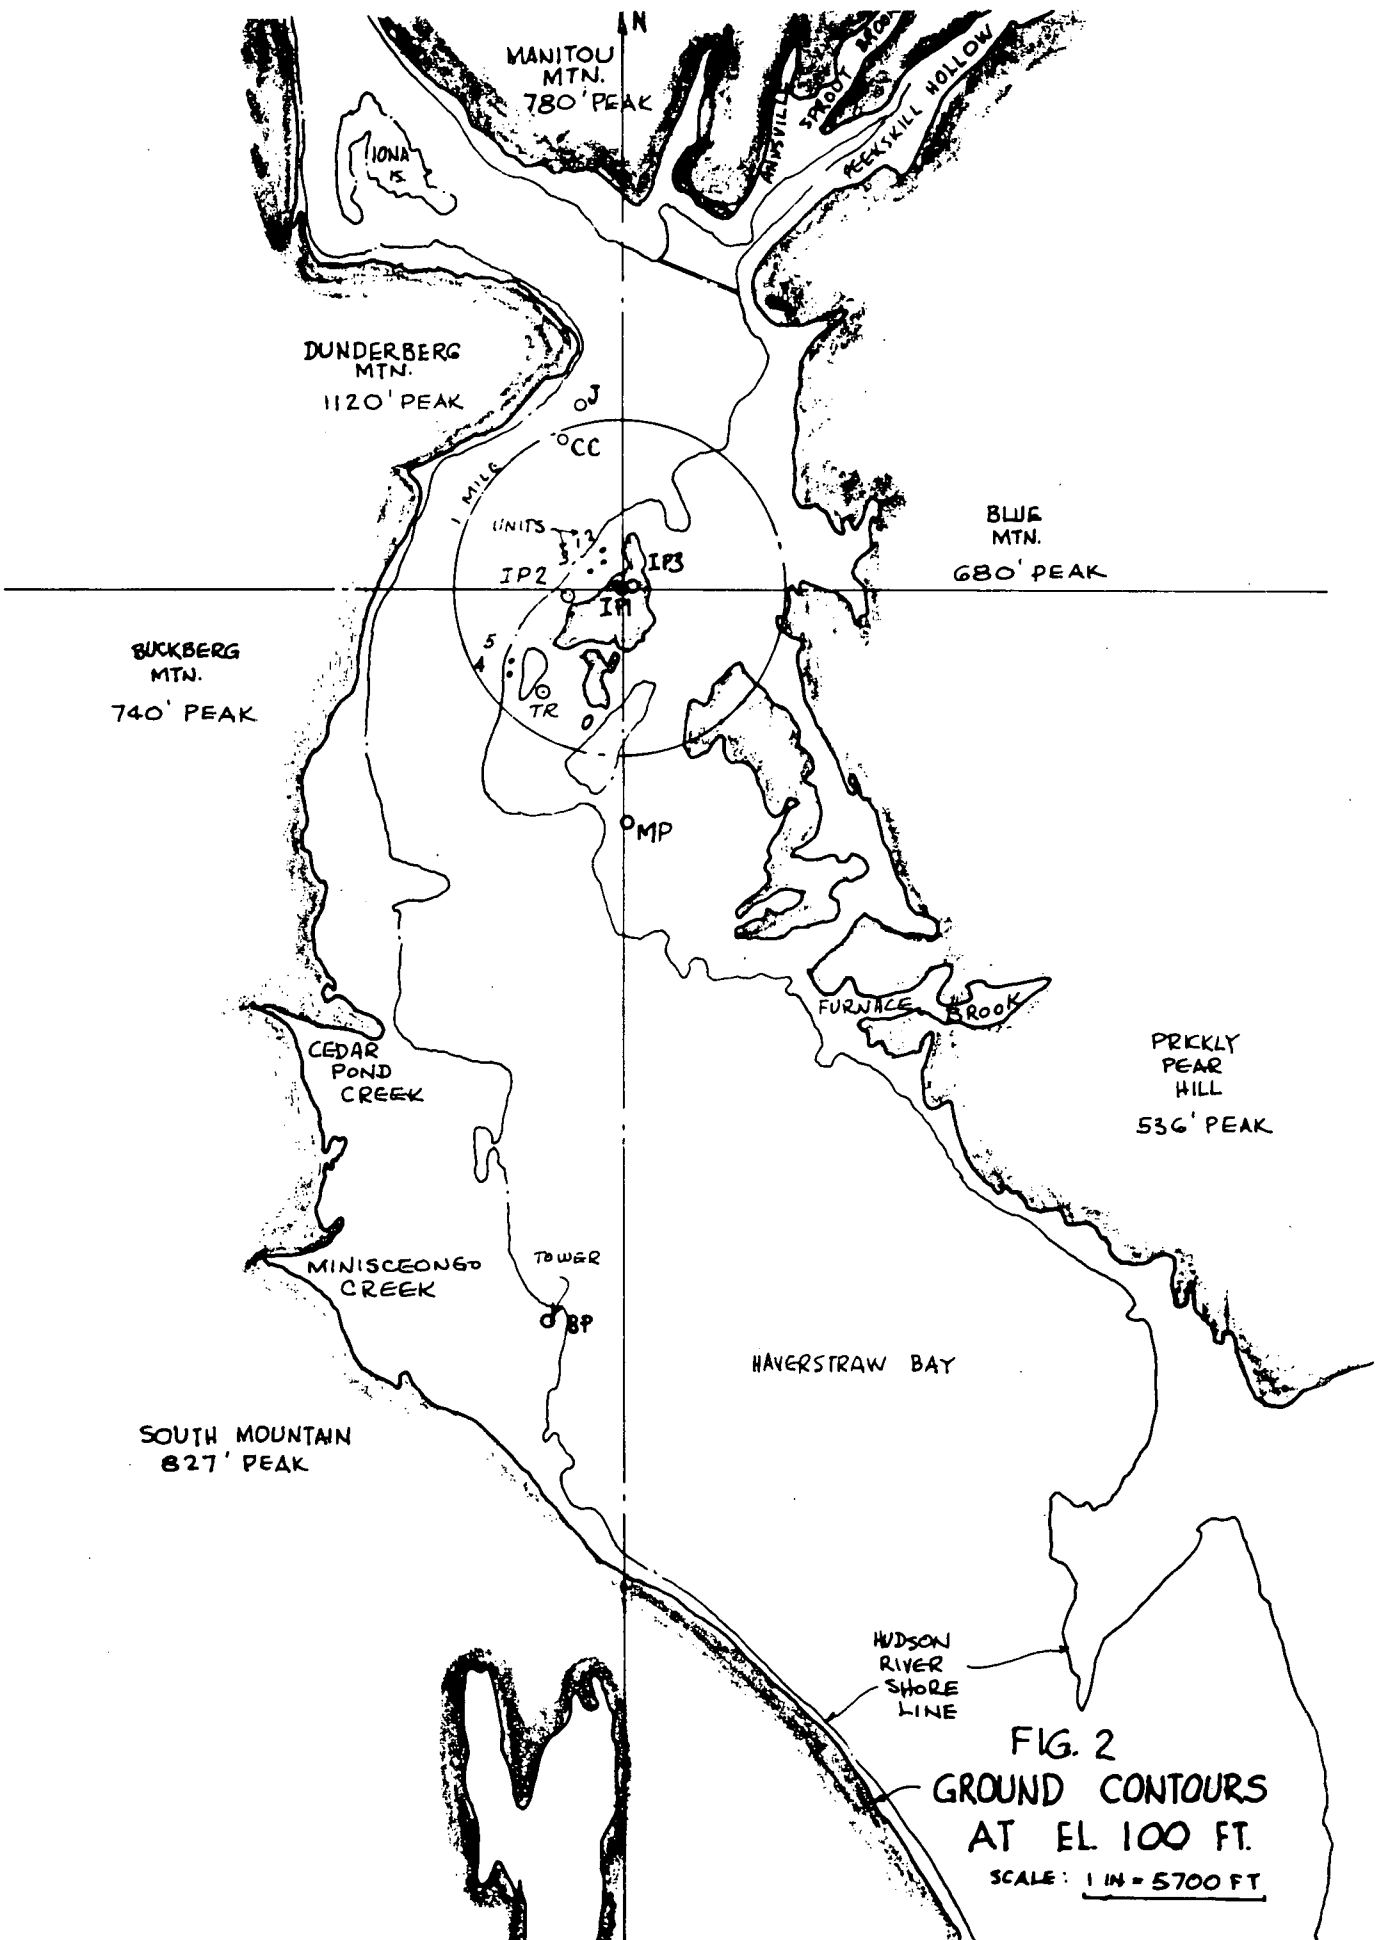 N
MANITOU
MTN.
780' PEAK
ANNSVILLE
SPROUT BROOK
PEEKSKILL HOLLOW
IONA
IS.
DUNDERBERG
MTN.
1120' PEAK
J
CC
1 MILE
UNITS
1 2
3
IP2
IP3
IP1
BLUE
MTN.
680' PEAK
BUCKBERG
MTN.
740' PEAK
5
4
TR
MP
FURNACE BROOK
CEDAR
POND
CREEK
PRICKLY
PEAR
HILL
536' PEAK
MINISCEONGO
CREEK
TOWER
BP
HAVERSTRAW BAY
SOUTH MOUNTAIN
827' PEAK
HUDSON
RIVER
SHORE
LINE
FIG. 2
GROUND CONTOURS
AT EL. 100 FT.
SCALE: 1 IN = 5700 FT